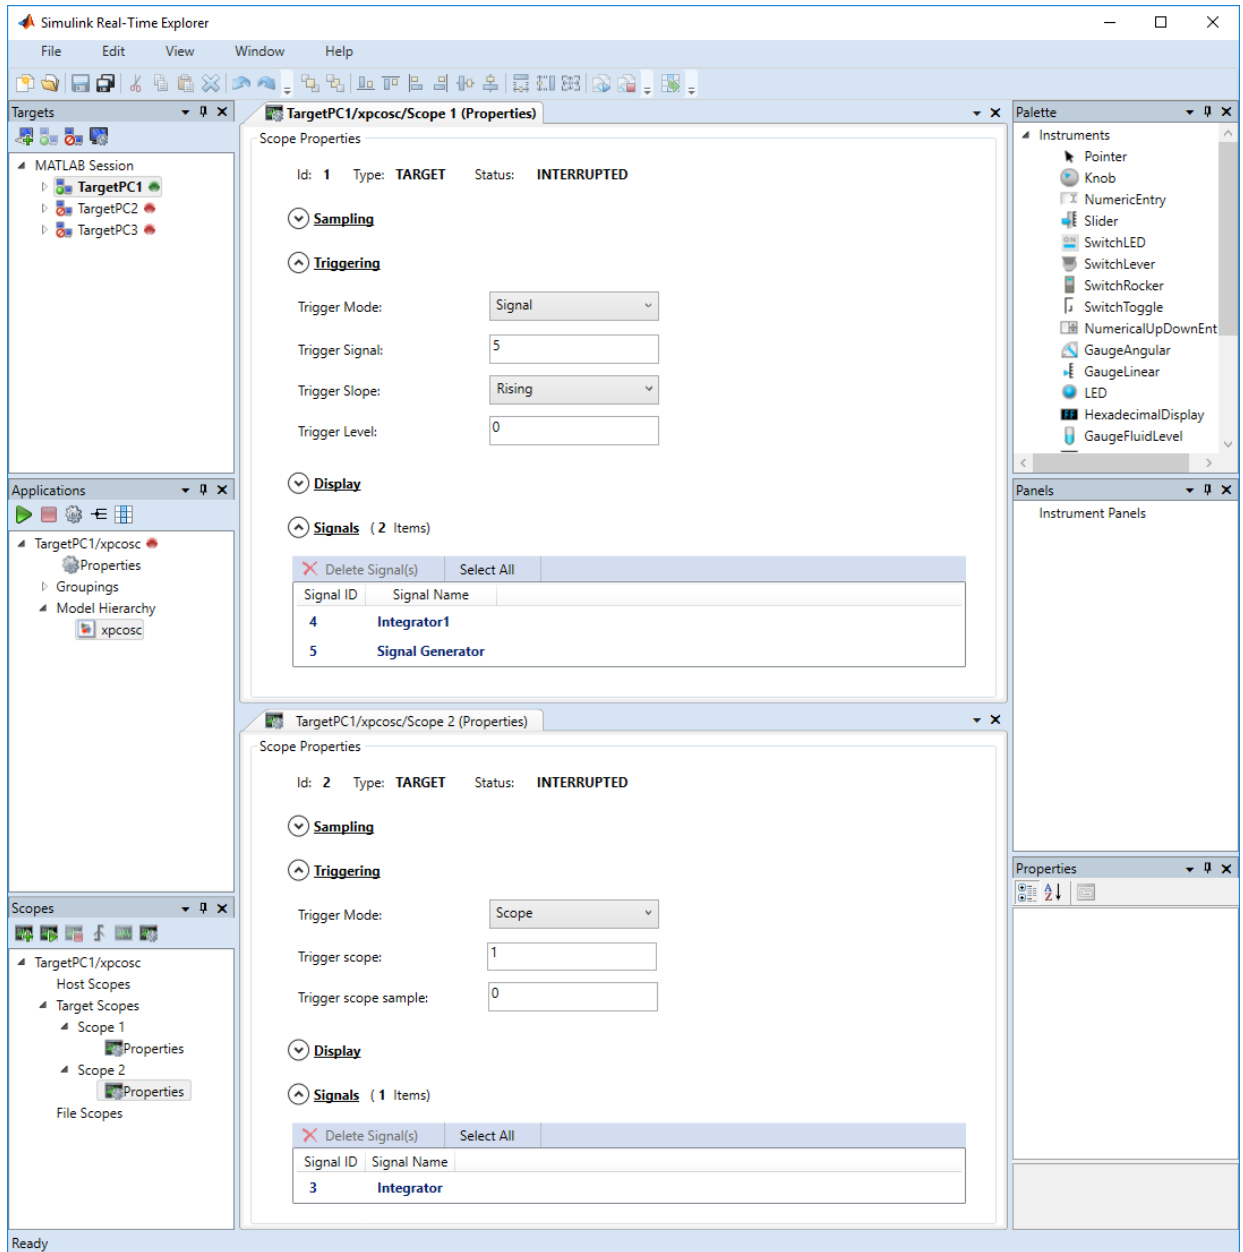 Simulink Real-Time Explorer
File Edit View Window Help
Targets
MATLAB Session
TargetPC1
TargetPC2
TargetPC3
Applications
TargetPC1/xpcosc
Properties
Groupings
Model Hierarchy
xpcosc
Scopes
TargetPC1/xpcosc
Host Scopes
Target Scopes
Scope 1
Properties
Scope 2
Properties
File Scopes
TargetPC1/xpcosc/Scope 1 (Properties)
Scope Properties
Id: 1 Type: TARGET Status: INTERRUPTED
Sampling
Triggering
Trigger Mode: Signal
Trigger Signal: 5
Trigger Slope: Rising
Trigger Level: 0
Display
Signals ( 2 Items)
Delete Signal(s) Select All
Signal ID Signal Name
4 Integrator1
5 Signal Generator
TargetPC1/xpcosc/Scope 2 (Properties)
Scope Properties
Id: 2 Type: TARGET Status: INTERRUPTED
Sampling
Triggering
Trigger Mode: Scope
Trigger scope: 1
Trigger scope sample: 0
Display
Signals ( 1 Items)
Delete Signal(s) Select All
Signal ID Signal Name
3 Integrator
Palette
Instruments
Pointer
Knob
NumericEntry
Slider
SwitchLED
SwitchLever
SwitchRocker
SwitchToggle
NumericalUpDownEnt
GaugeAngular
GaugeLinear
LED
HexadecimalDisplay
GaugeFluidLevel
Panels
Instrument Panels
Properties
Ready